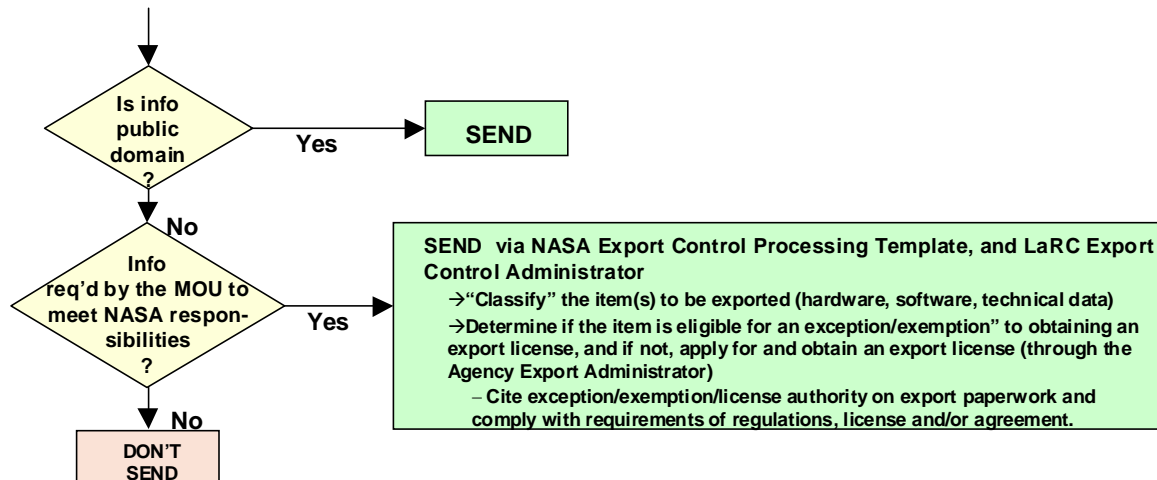 Is info
public
domain
?
Yes
SEND
No
Info
req'd by the MOU to
meet NASA respon-
sibilities
?
Yes
SEND via NASA Export Control Processing Template, and LaRC Export
Control Administrator
→“Classify” the item(s) to be exported (hardware, software, technical data)
→Determine if the item is eligible for an exception/exemption” to obtaining an
export license, and if not, apply for and obtain an export license (through the
Agency Export Administrator)
– Cite exception/exemption/license authority on export paperwork and
comply with requirements of regulations, license and/or agreement.
No
DON'T
SEND